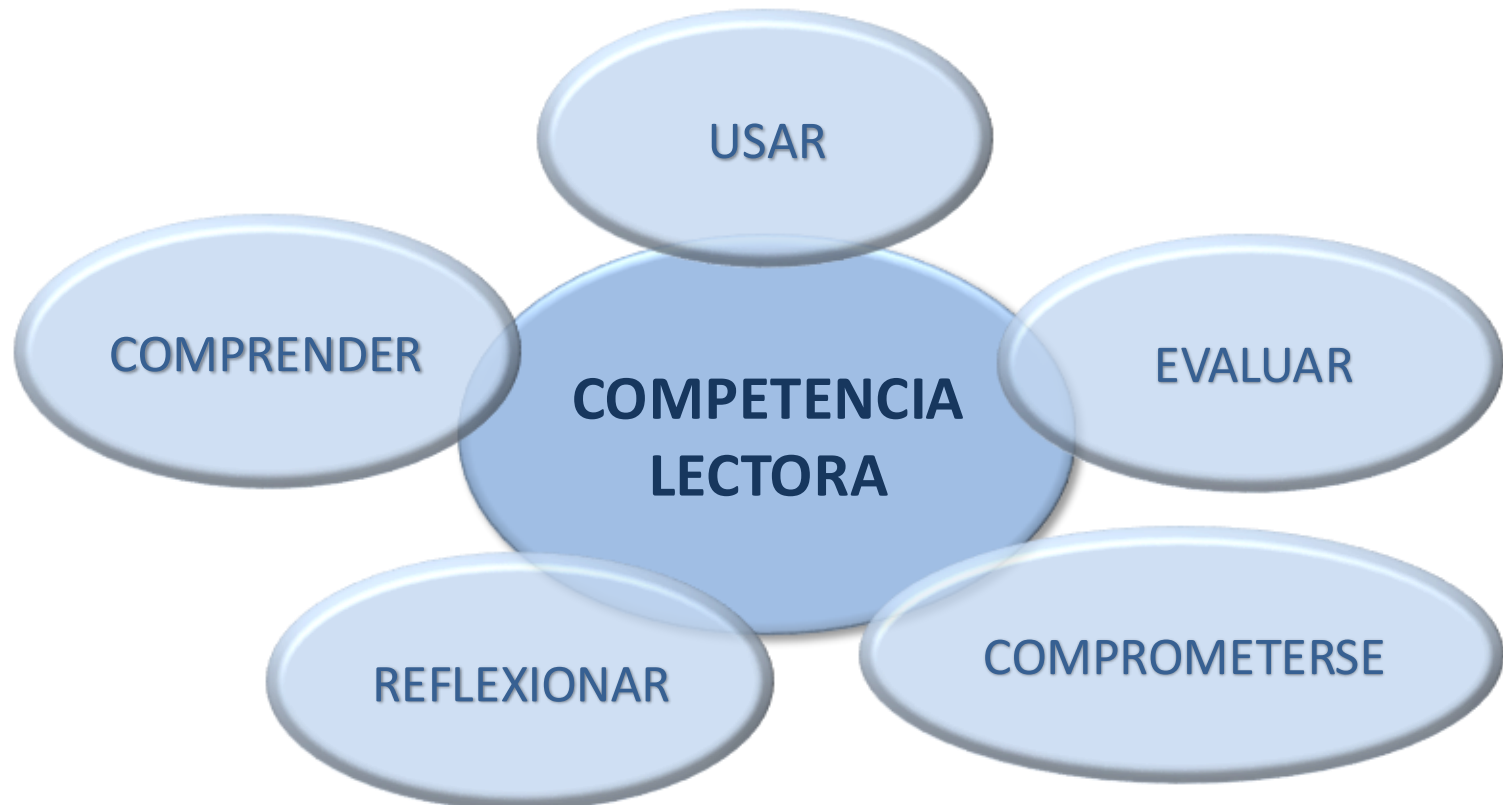 USAR
COMPRENDER
EVALUAR
COMPETENCIA
LECTORA
REFLEXIONAR
COMPROMETERSE